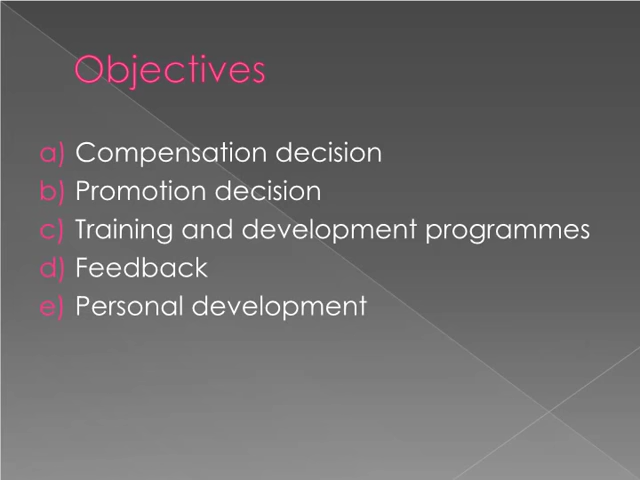 Objectives
a) Compensation decision
b) Promotion decision
c) Training and development programmes
d) Feedback
e) Personal development